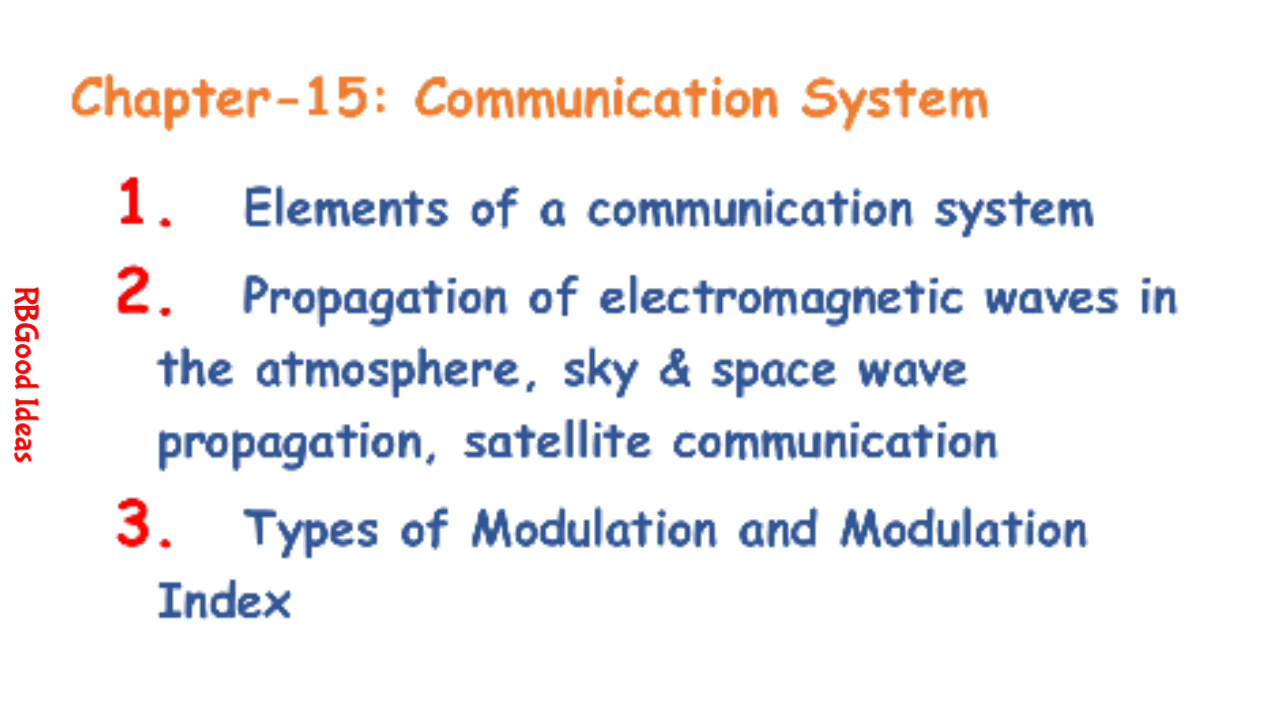 Chapter-15: Communication System
1. Elements of a communication system
2. Propagation of electromagnetic waves in
the atmosphere, sky & space wave
propagation, satellite communication
3. Types of Modulation and Modulation
Index
RBGood Ideas